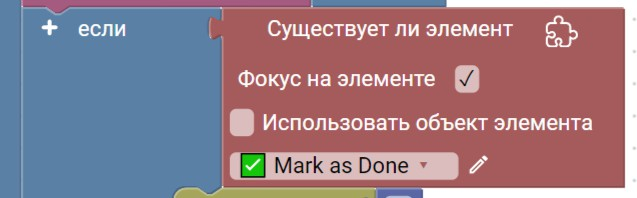 если Существует ли элемент
Фокус на элементе
Использовать объект элемента
Mark as Done